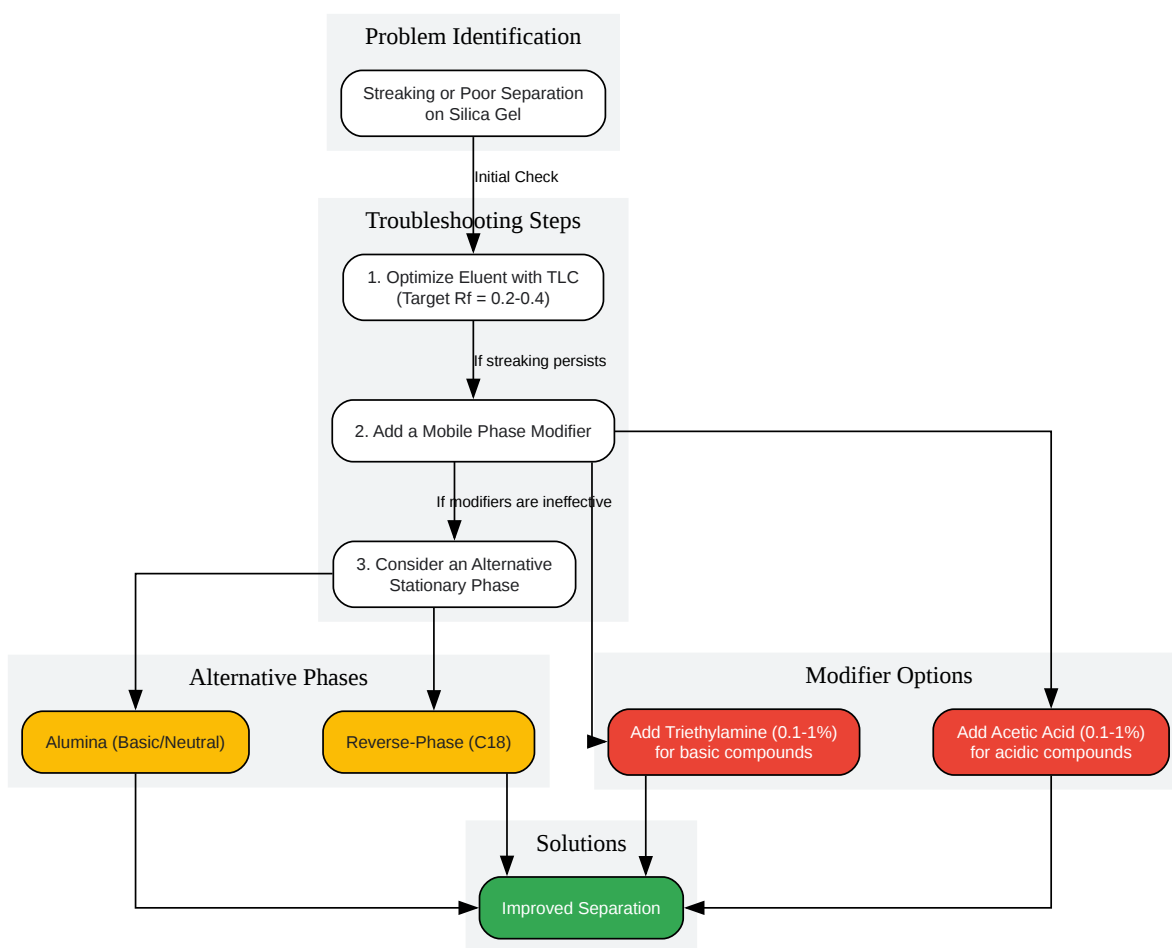 Problem Identification
Streaking or Poor Separation
on Silica Gel
Initial Check
Troubleshooting Steps
1. Optimize Eluent with TLC
(Target Rf = 0.2-0.4)
If streaking persists
2. Add a Mobile Phase Modifier
If modifiers are ineffective
3. Consider an Alternative
Stationary Phase
Alternative Phases
Alumina (Basic/Neutral)
Reverse-Phase (C18)
Modifier Options
Add Triethylamine (0.1-1%)
for basic compounds
Add Acetic Acid (0.1-1%)
for acidic compounds
Solutions
Improved Separation